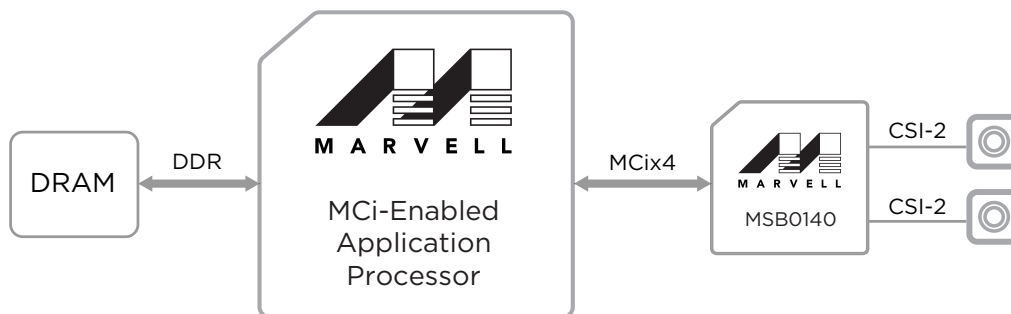 DRAM
DDR
MARVELL
MCi-Enabled
Application
Processor
MCix4
MARVELL
MSB0140
CSI-2
CSI-2